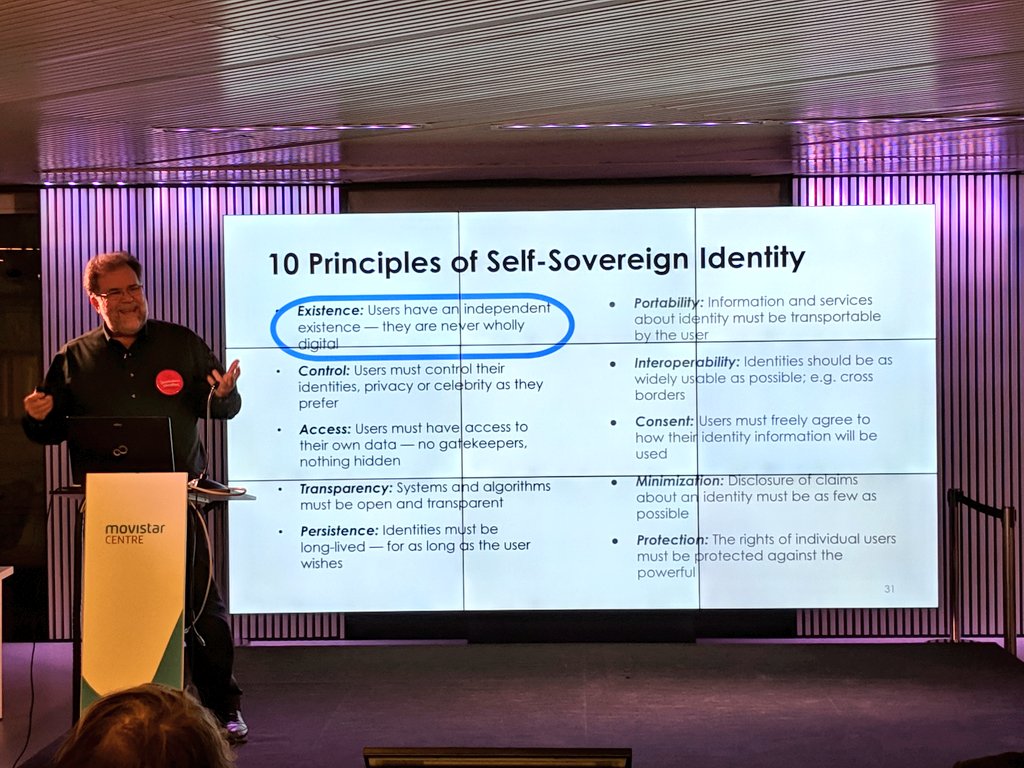 10 Principles of Self-Sovereign Identity
Existence: Users have an independent
existence — they are never wholly
digital
Control: Users must control their
identities, privacy or celebrity as they
prefer
Access: Users must have access to
their own data — no gatekeepers,
nothing hidden
Transparency: Systems and algorithms
must be open and transparent
Persistence: Identities must be
long-lived — for as long as the user
wishes
Portability: Information and services
about identity must be transportable
by the user
Interoperability: Identities should be as
widely usable as possible; e.g. cross
borders
Consent: Users must freely agree to
how their identity information will be
used
Minimization: Disclosure of claims
about an identity must be as few as
possible
Protection: The rights of individual users
must be protected against the
powerful
31
movistar
CENTRE